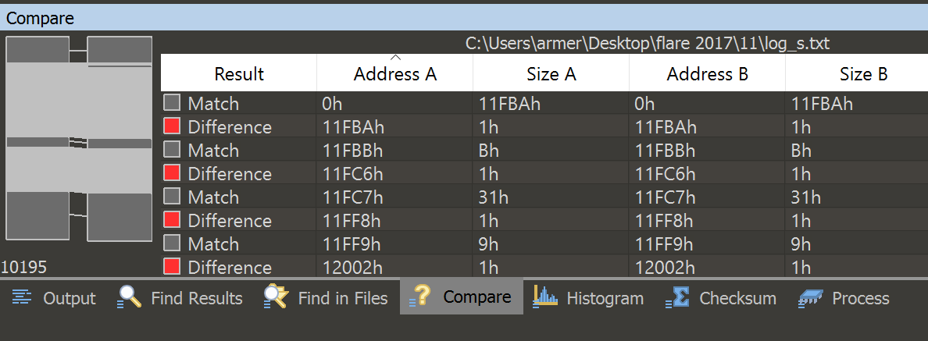 Compare
C:\Users\armer\Desktop\flare 2017\11\log_s.txt
Result Address A Size A Address B Size B
Match 0h 11FBAh 0h 11FBAh
Difference 11FBAh 1h 11FBAh 1h
Match 11FBBh Bh 11FBBh Bh
Difference 11FC6h 1h 11FC6h 1h
Match 11FC7h 31h 11FC7h 31h
Difference 11FF8h 1h 11FF8h 1h
Match 11FF9h 9h 11FF9h 9h
Difference 12002h 1h 12002h 1h
10195
Output Find Results Find in Files Compare Histogram Checksum Process